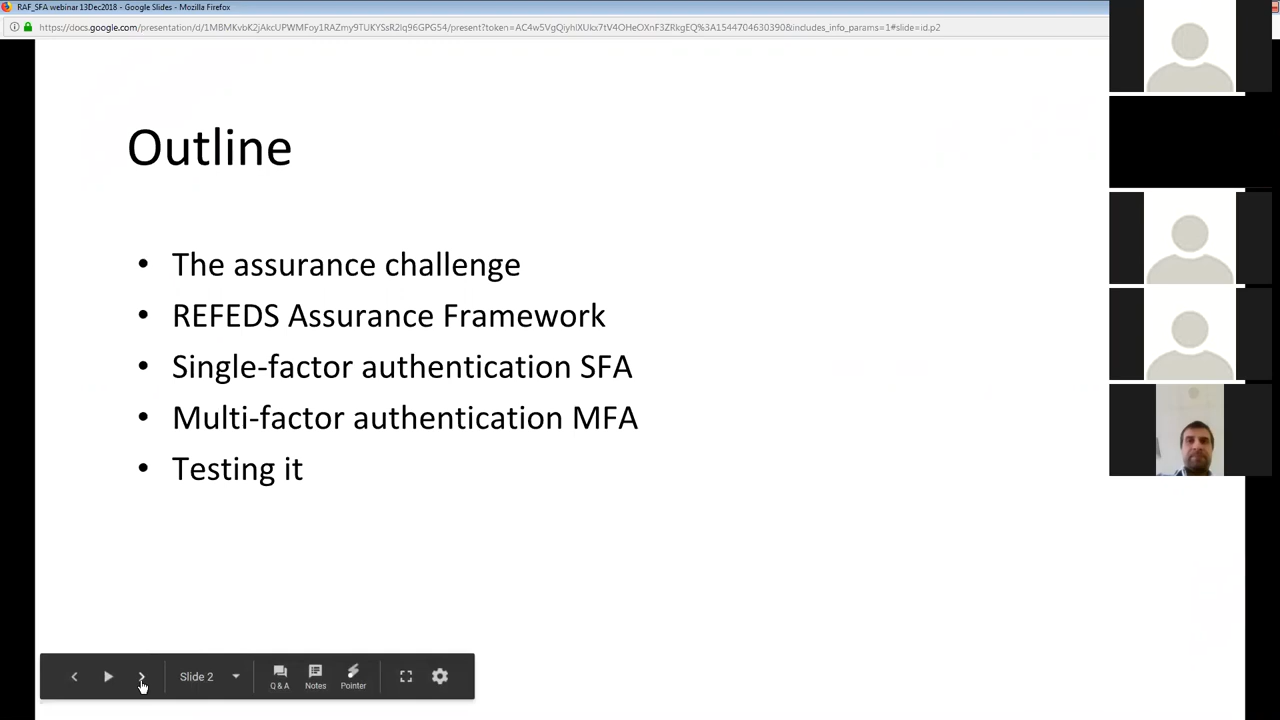 RAF_SFA webinar 13Dec2018 - Google Slides - Mozilla Firefox
Outline
• The assurance challenge
• REFEDS Assurance Framework
• Single-factor authentication SFA
• Multi-factor authentication MFA
• Testing it
Slide 2
Q & A Notes Pointer